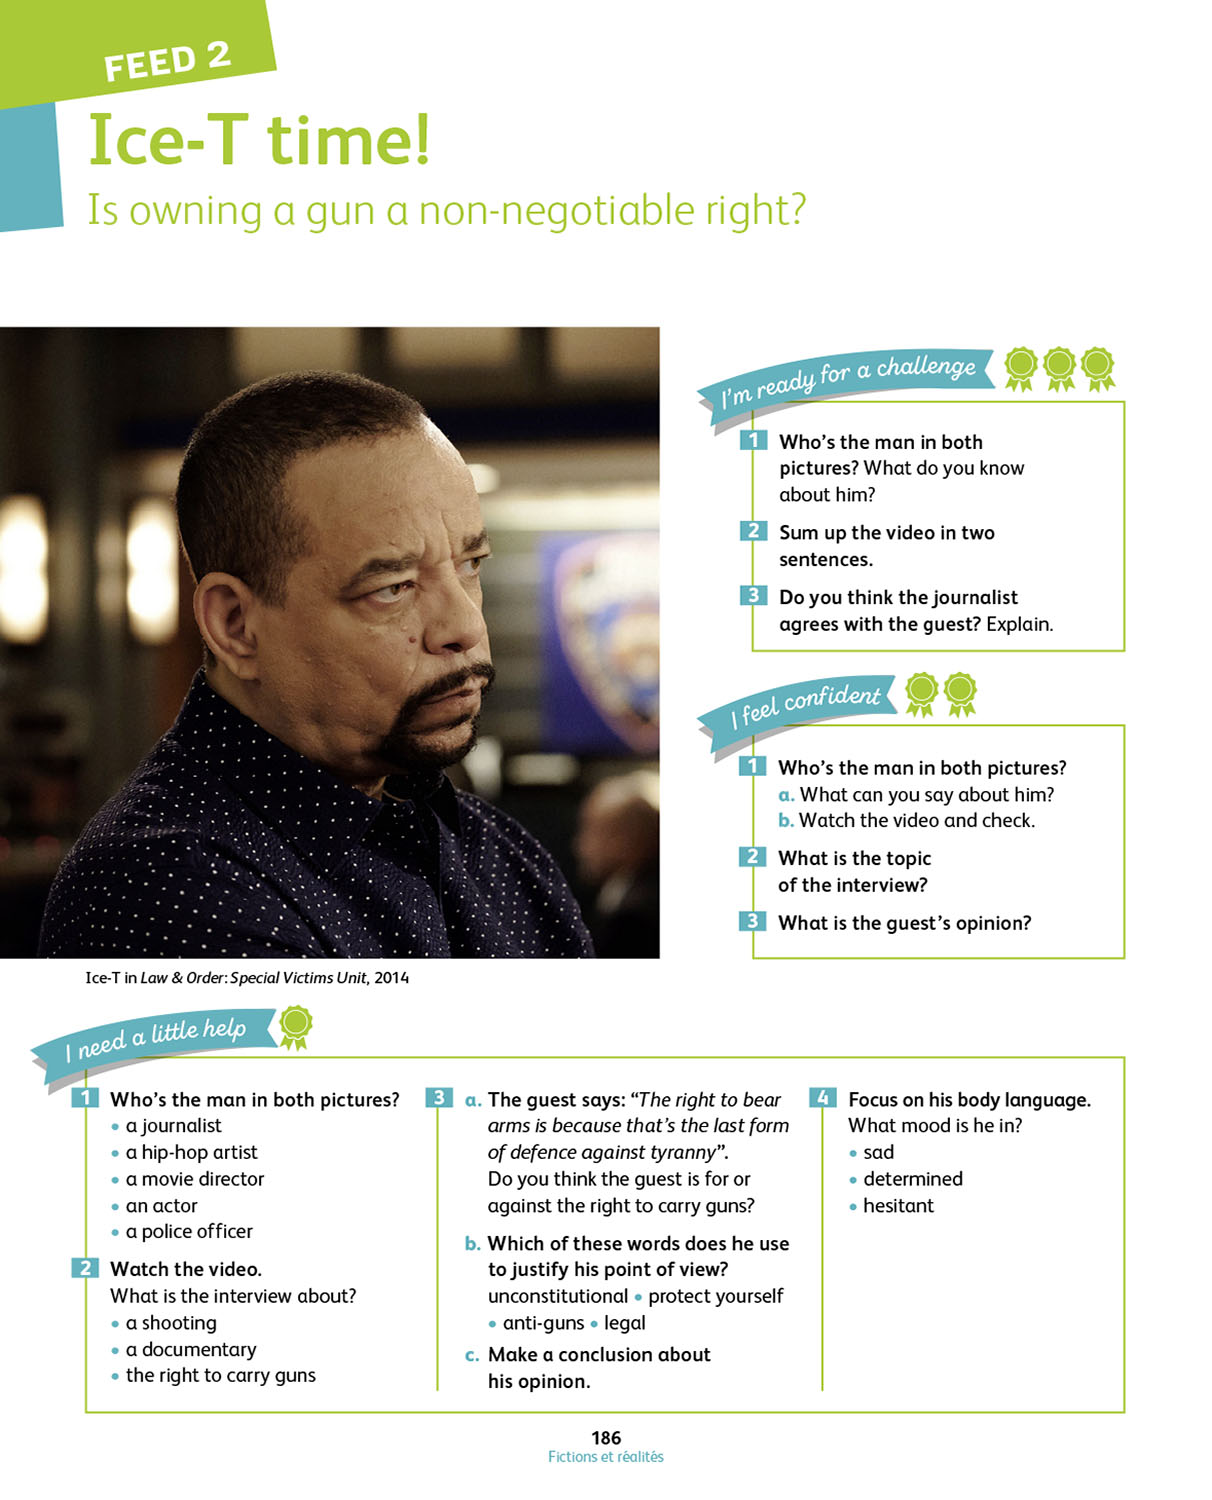 FEED 2
Ice-T time!
Is owning a gun a non-negotiable right?
I'm ready for a challenge
1 Who's the man in both
pictures? What do you know
about him?
2 Sum up the video in two
sentences.
3 Do you think the journalist
agrees with the guest? Explain.
I feel confident
1 Who's the man in both pictures?
a. What can you say about him?
b. Watch the video and check.
2 What is the topic
of the interview?
3 What is the guest's opinion?
Ice-T in Law & Order: Special Victims Unit, 2014
I need a little help
1 Who's the man in both pictures?
• a journalist
• a hip-hop artist
• a movie director
• an actor
• a police officer
2 Watch the video.
What is the interview about?
• a shooting
• a documentary
• the right to carry guns
3 a. The guest says: “The right to bear
arms is because that's the last form
of defence against tyranny”.
Do you think the guest is for or
against the right to carry guns?
b. Which of these words does he use
to justify his point of view?
unconstitutional • protect yourself
• anti-guns • legal
c. Make a conclusion about
his opinion.
4 Focus on his body language.
What mood is he in?
• sad
• determined
• hesitant
186
Fictions et réalités